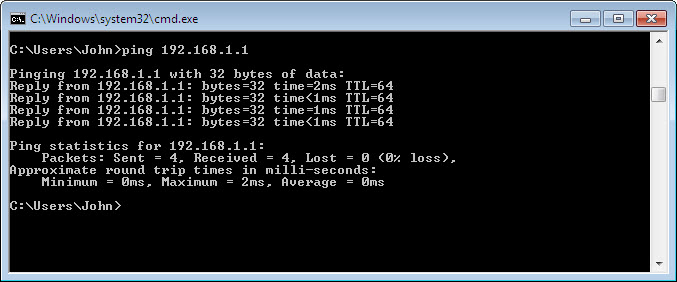 C:\Windows\system32\cmd.exe
C:\Users\John>ping 192.168.1.1
Pinging 192.168.1.1 with 32 bytes of data:
Reply from 192.168.1.1: bytes=32 time=2ms TTL=64
Reply from 192.168.1.1: bytes=32 time<1ms TTL=64
Reply from 192.168.1.1: bytes=32 time=1ms TTL=64
Reply from 192.168.1.1: bytes=32 time<1ms TTL=64
Ping statistics for 192.168.1.1:
    Packets: Sent = 4, Received = 4, Lost = 0 (0% loss),
Approximate round trip times in milli-seconds:
    Minimum = 0ms, Maximum = 2ms, Average = 0ms
C:\Users\John>